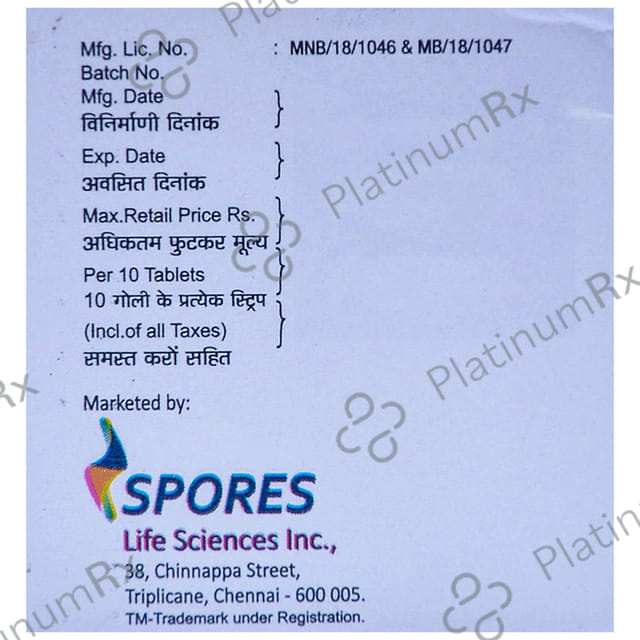 Mfg. Lic. No. : MNB/18/1046 & MB/18/1047
Batch No.
Mfg. Date }
विनिर्माणी दिनांक
Exp. Date }
अवसित दिनांक
Max.Retail Price Rs. }
अधिकतम फुटकर मूल्य
Per 10 Tablets }
10 गोली के प्रत्येक स्ट्रिप
(Incl.of all Taxes) }
समस्त करों सहित
Marketed by:
SPORES
Life Sciences Inc.,
38, Chinnappa Street,
Triplicane, Chennai - 600 005.
TM-Trademark under Registration.
PlatinumRx
PlatinumRx
PlatinumRx
PlatinumRx